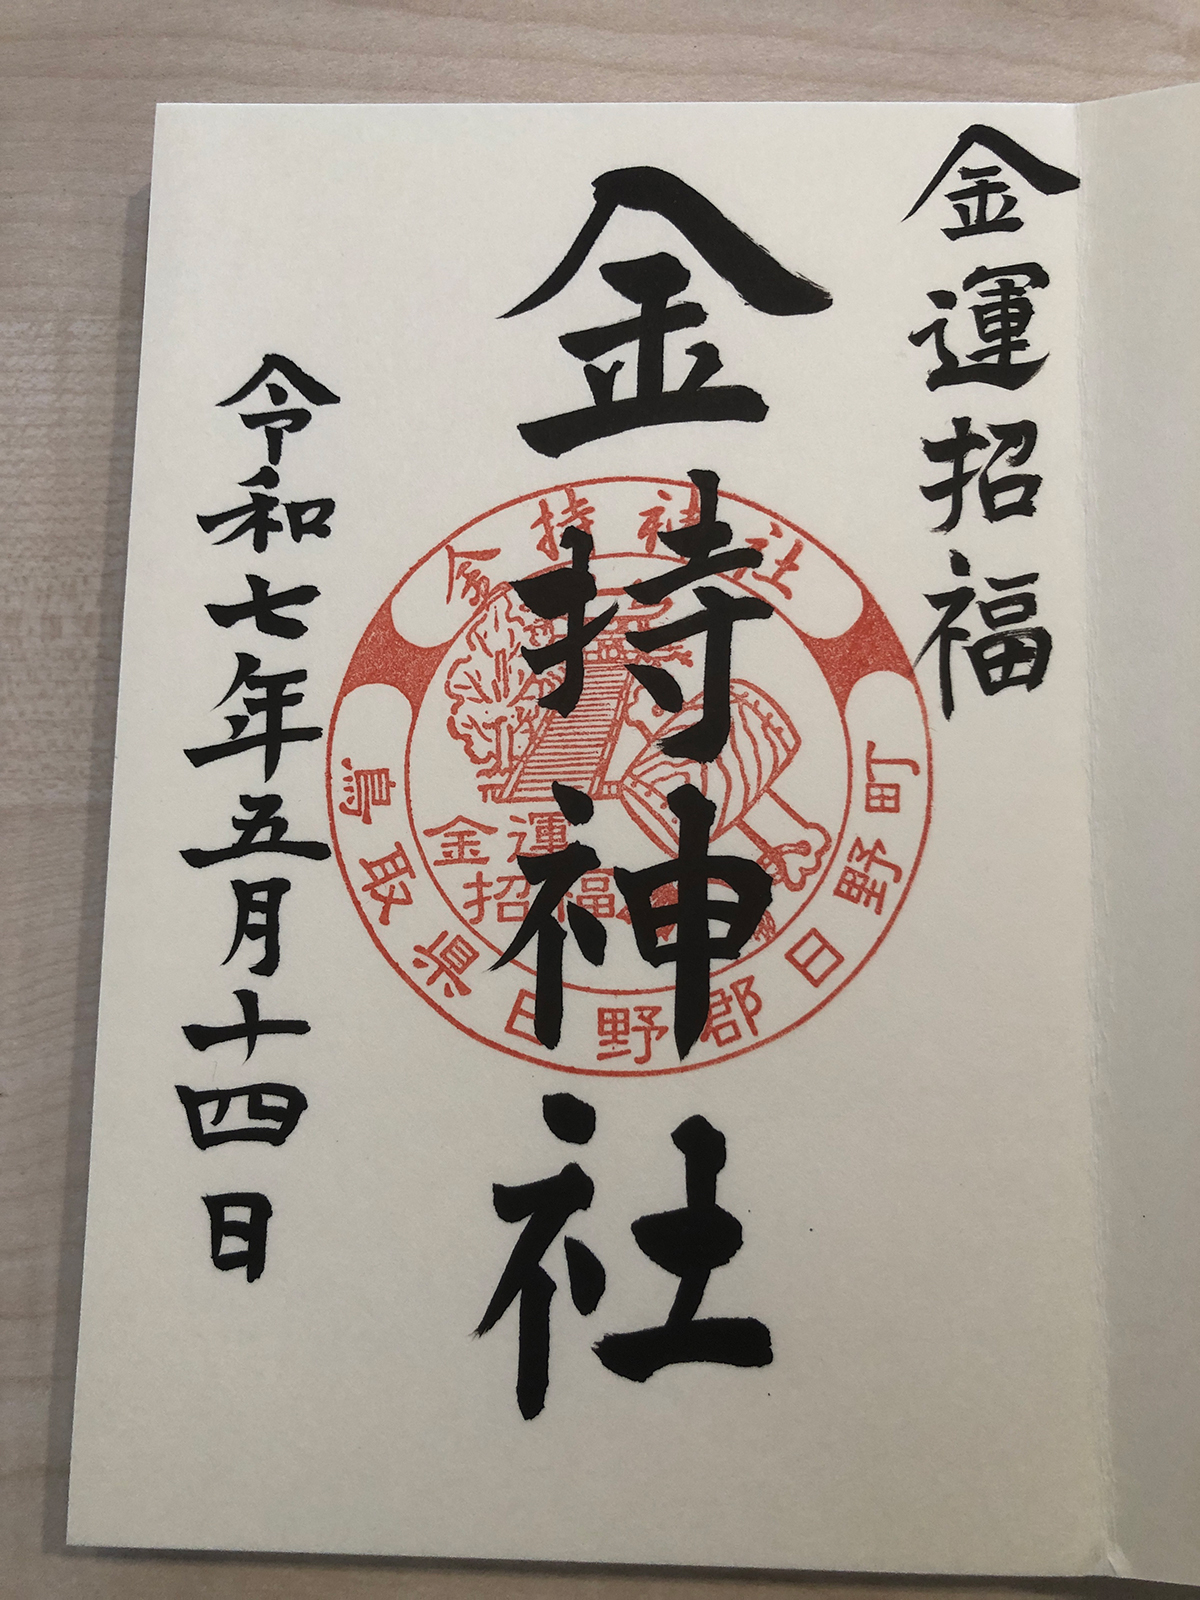 金運招福
金持神社
令和七年五月十四日
金持神社
金運
招福
鳥取県日野郡日野町